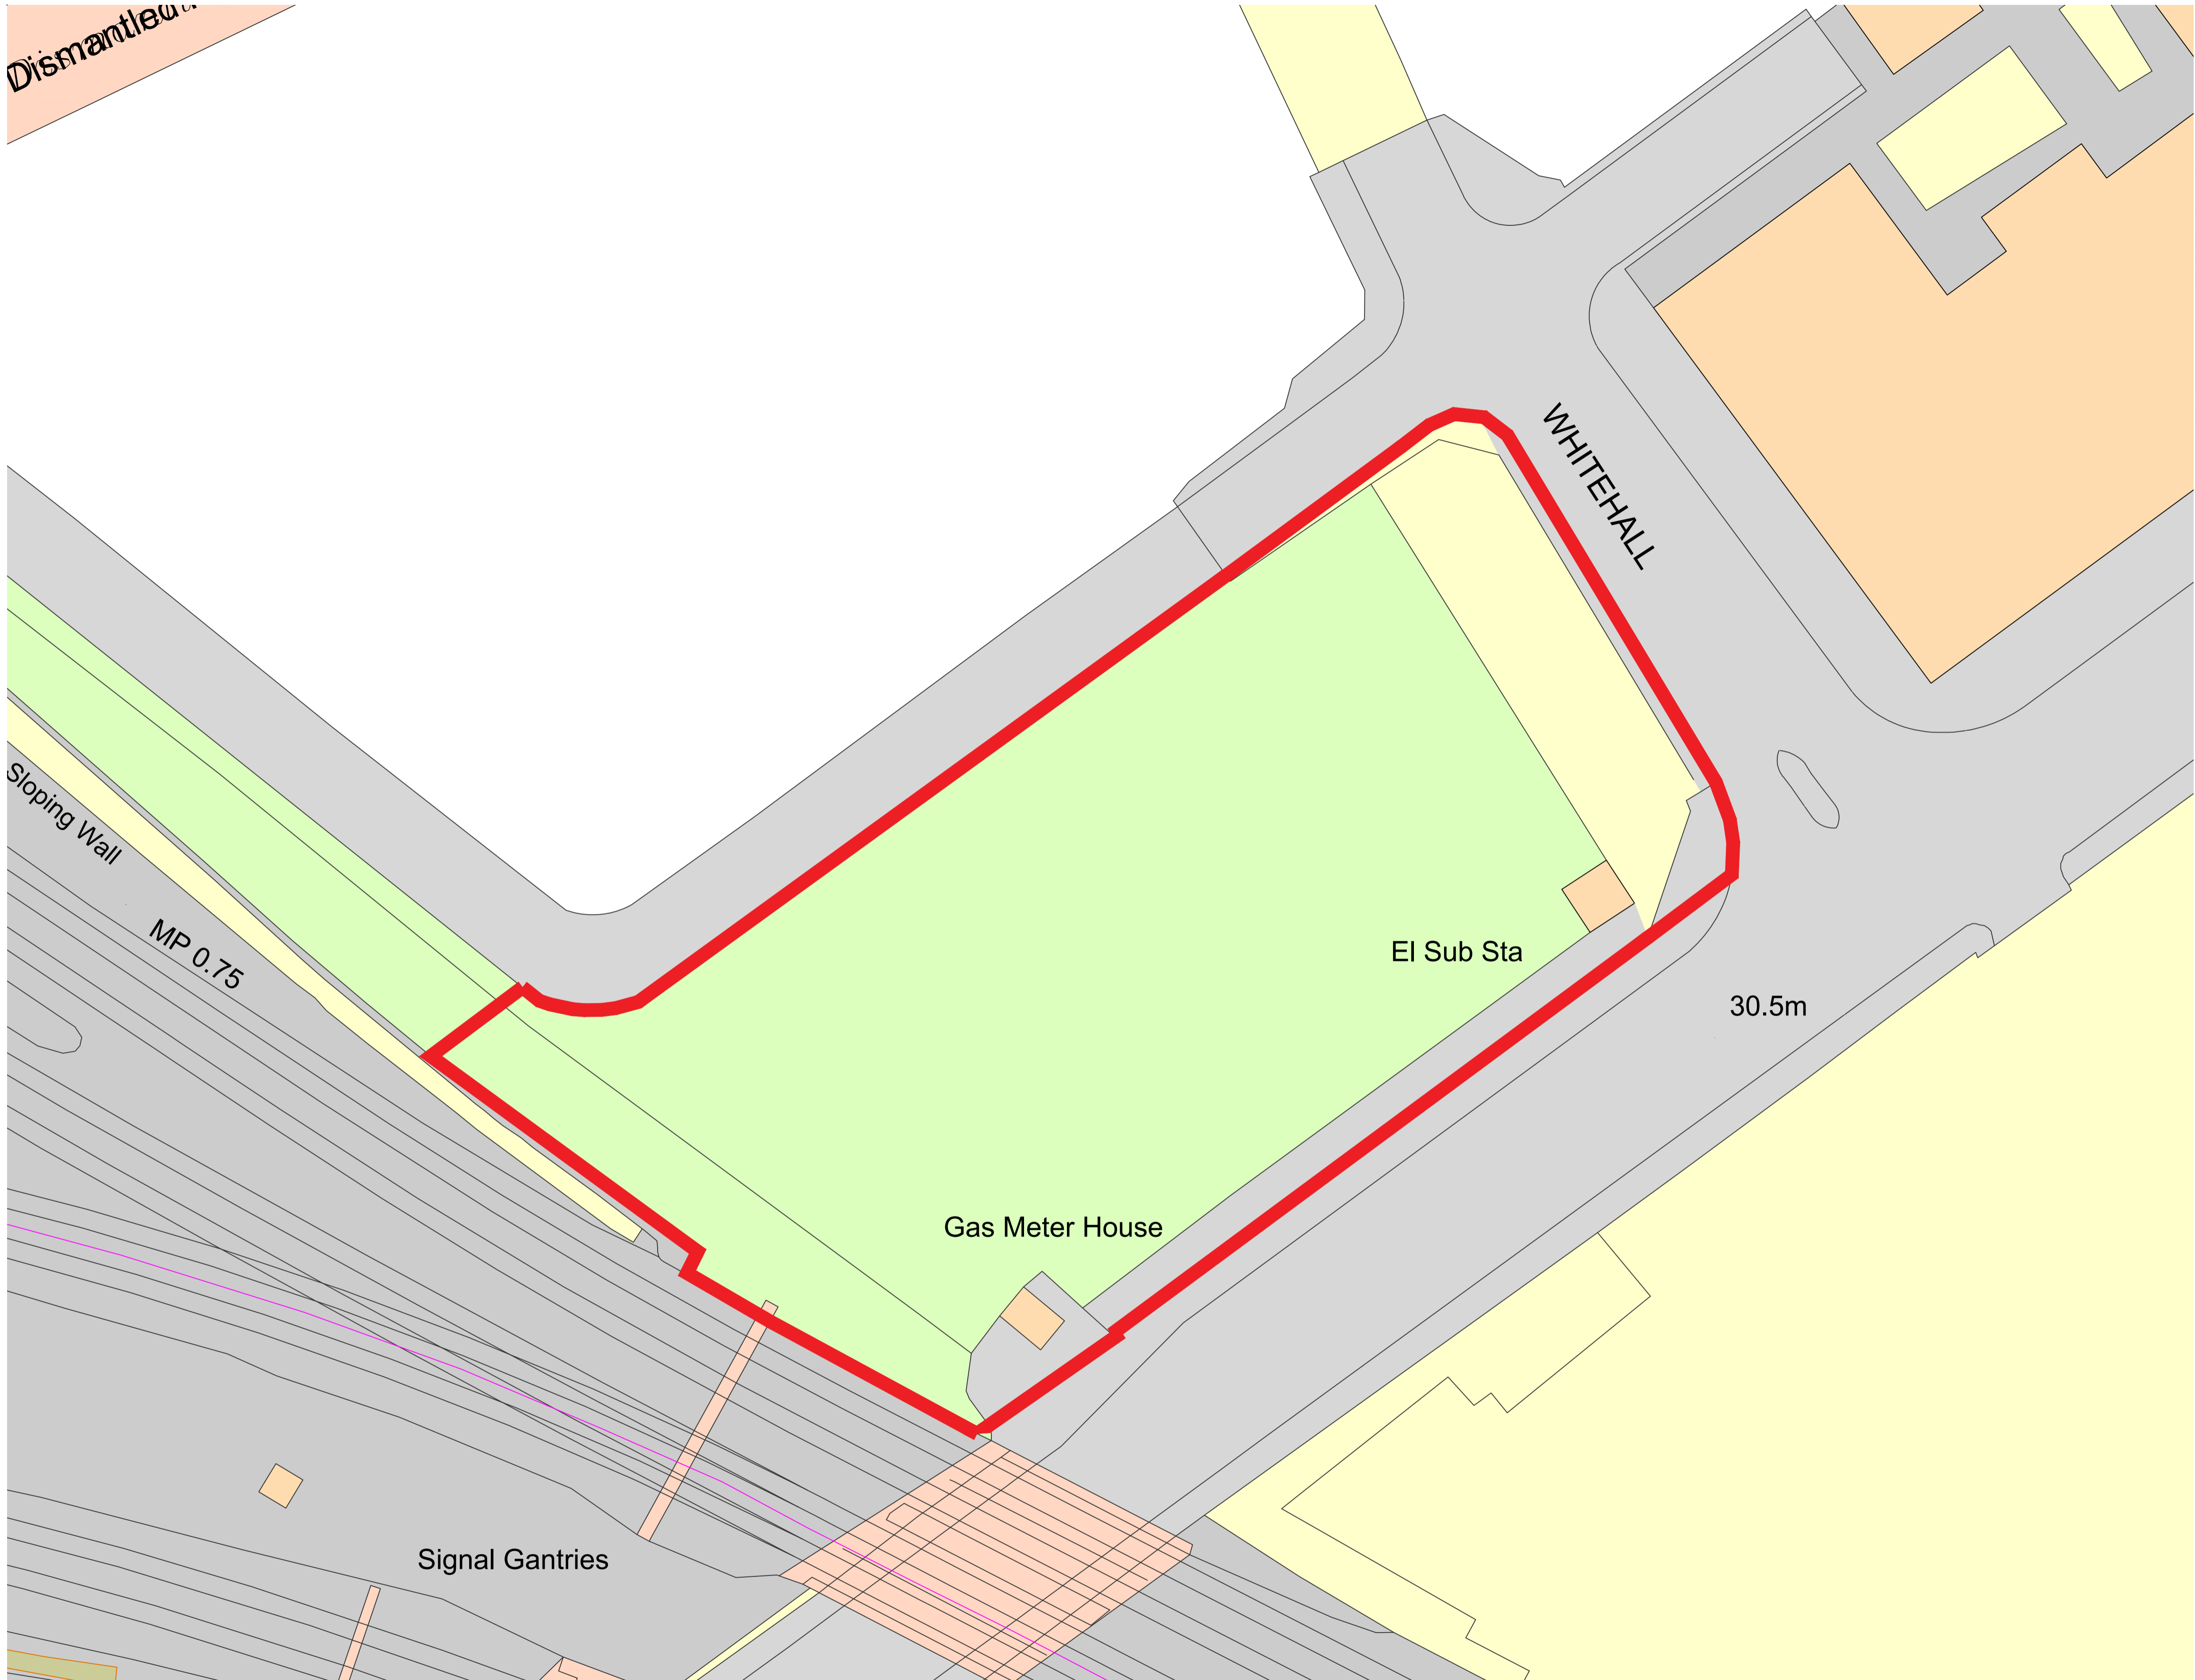 Dismantled
WHITEHALL
Sloping Wall
MP 0.75
El Sub Sta
30.5m
Gas Meter House
Signal Gantries